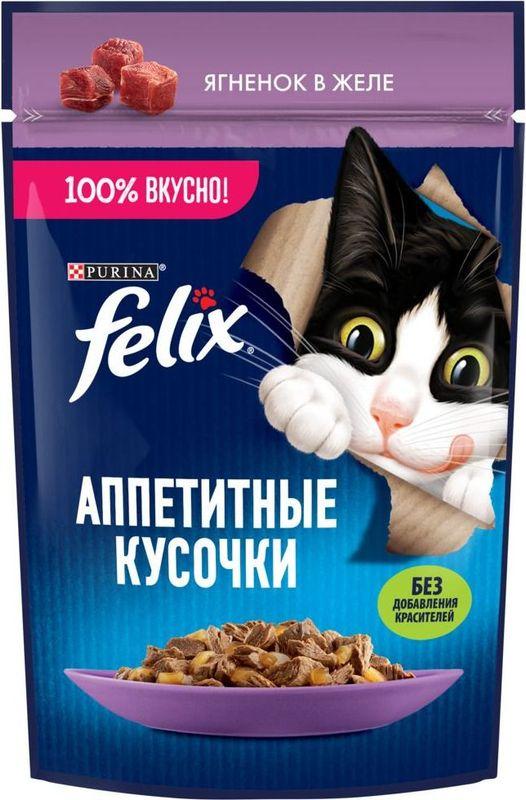 ЯГНЕНОК В ЖЕЛЕ
100% ВКУСНО!
PURINA®
felix®
АППЕТИТНЫЕ
КУСОЧКИ
БЕЗ
ДОБАВЛЕНИЯ
КРАСИТЕЛЕЙ